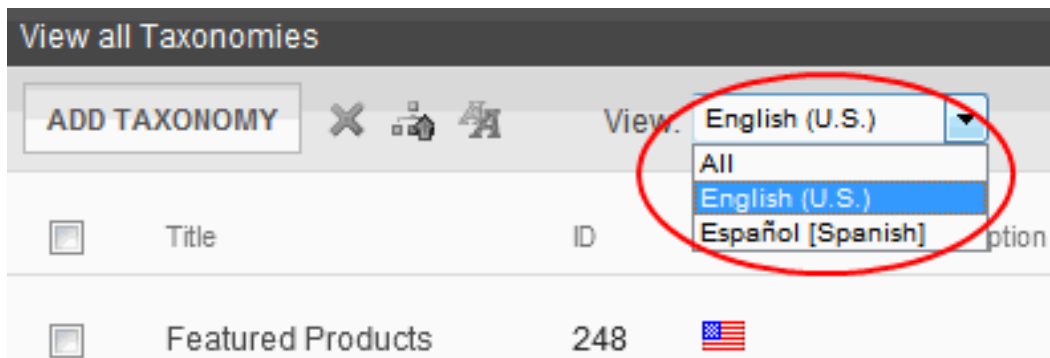 View all Taxonomies
ADD TAXONOMY View: English (U.S.)
All
English (U.S.)
Español [Spanish]
Title ID ption
Featured Products 248